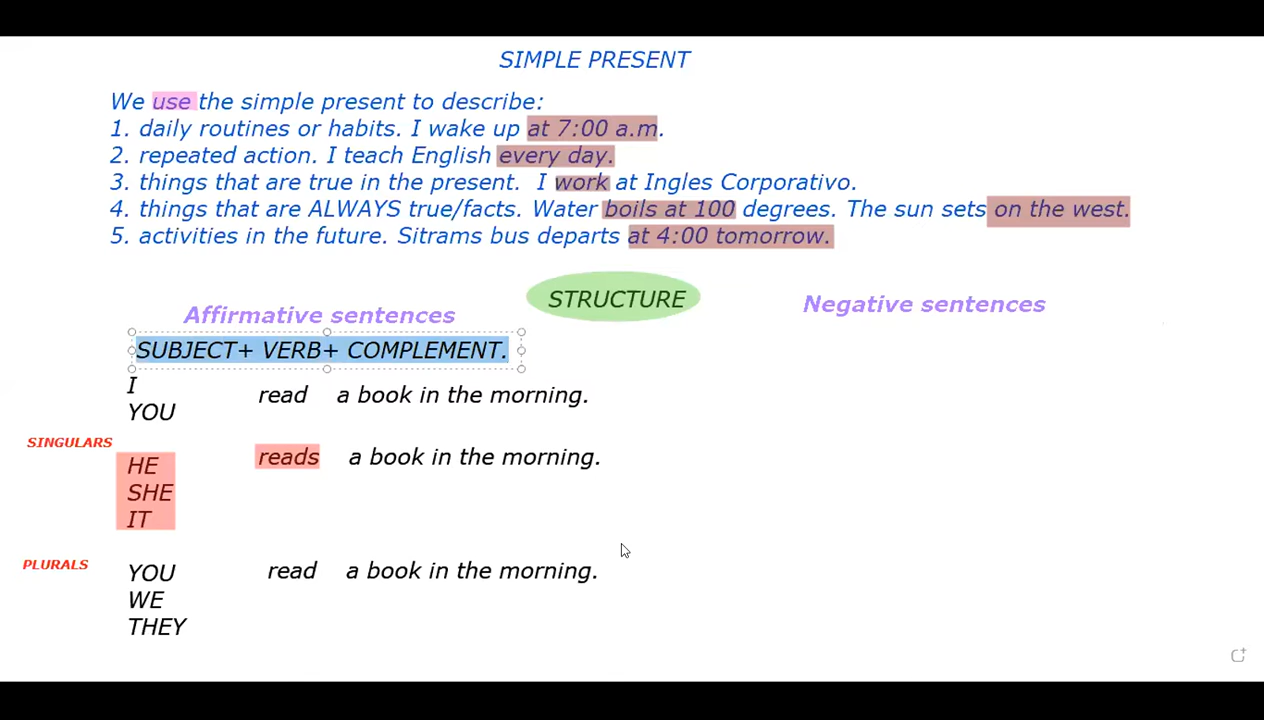 SIMPLE PRESENT
We use the simple present to describe:
1. daily routines or habits. I wake up at 7:00 a.m.
2. repeated action. I teach English every day.
3. things that are true in the present.  I work at Ingles Corporativo.
4. things that are ALWAYS true/facts. Water boils at 100 degrees. The sun sets on the west.
5. activities in the future. Sitrams bus departs at 4:00 tomorrow.
STRUCTURE
Affirmative sentences
Negative sentences
SUBJECT+ VERB+ COMPLEMENT.
I
YOU
read a book in the morning.
SINGULARS
HE
SHE
IT
reads a book in the morning.
PLURALS
YOU
WE
THEY
read a book in the morning.